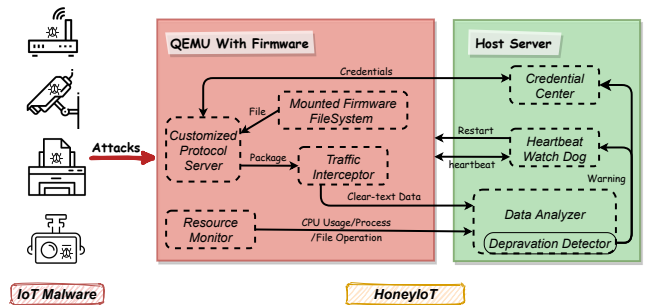 QEMU With Firmware
Host Server
Credentials
Credential
Center
File
Mounted Firmware
FileSystem
Customized
Protocol
Server
Attacks
Restart
Heartbeat
Watch Dog
Package
Traffic
Interceptor
heartbeat
Warning
Clear-text Data
Data Analyzer
Resource
Monitor
CPU Usage/Process
/File Operation
Depravation Detector
IoT Malware
HoneyIoT